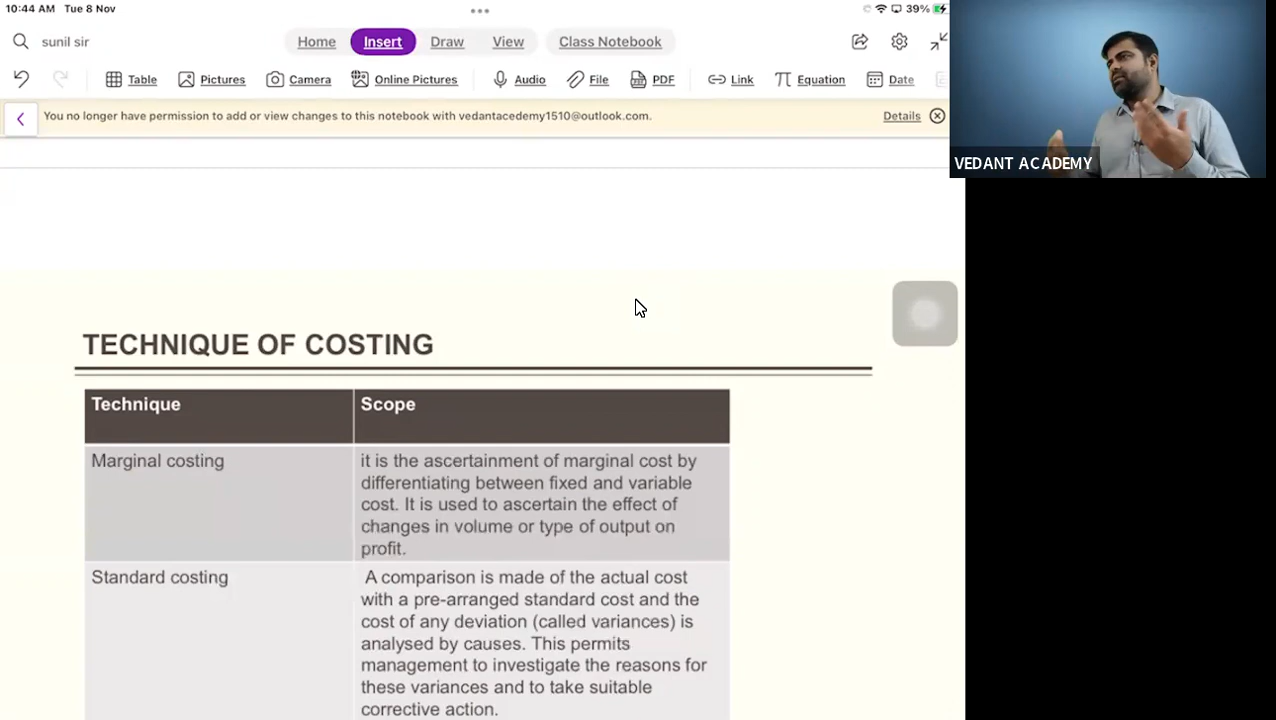 10:44 AM Tue 8 Nov
39%
sunil sir
Home Insert Draw View Class Notebook
Table Pictures Camera Online Pictures Audio File PDF Link Equation Date
You no longer have permission to add or view changes to this notebook with vedantacedemy1510@outlook.com. Details
VEDANT ACADEMY
TECHNIQUE OF COSTING
Technique Scope
Marginal costing it is the ascertainment of marginal cost by
differentiating between fixed and variable
cost. It is used to ascertain the effect of
changes in volume or type of output on
profit.
Standard costing A comparison is made of the actual cost
with a pre-arranged standard cost and the
cost of any deviation (called variances) is
analysed by causes. This permits
management to investigate the reasons for
these variances and to take suitable
corrective action.